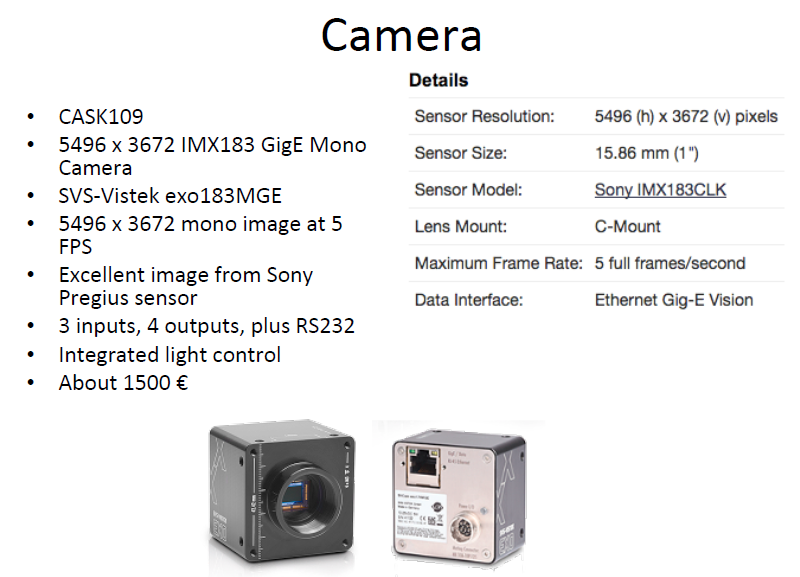 Camera
CASK109
5496 x 3672 IMX183 GigE Mono
Camera
SVS-Vistek exo183MGE
5496 x 3672 mono image at 5
FPS
Excellent image from Sony
Pregius sensor
3 inputs, 4 outputs, plus RS232
Integrated light control
About 1500 €
Details
Sensor Resolution: 5496 (h) x 3672 (v) pixels
Sensor Size: 15.86 mm (1")
Sensor Model: Sony IMX183CLK
Lens Mount: C-Mount
Maximum Frame Rate: 5 full frames/second
Data Interface: Ethernet Gig-E Vision